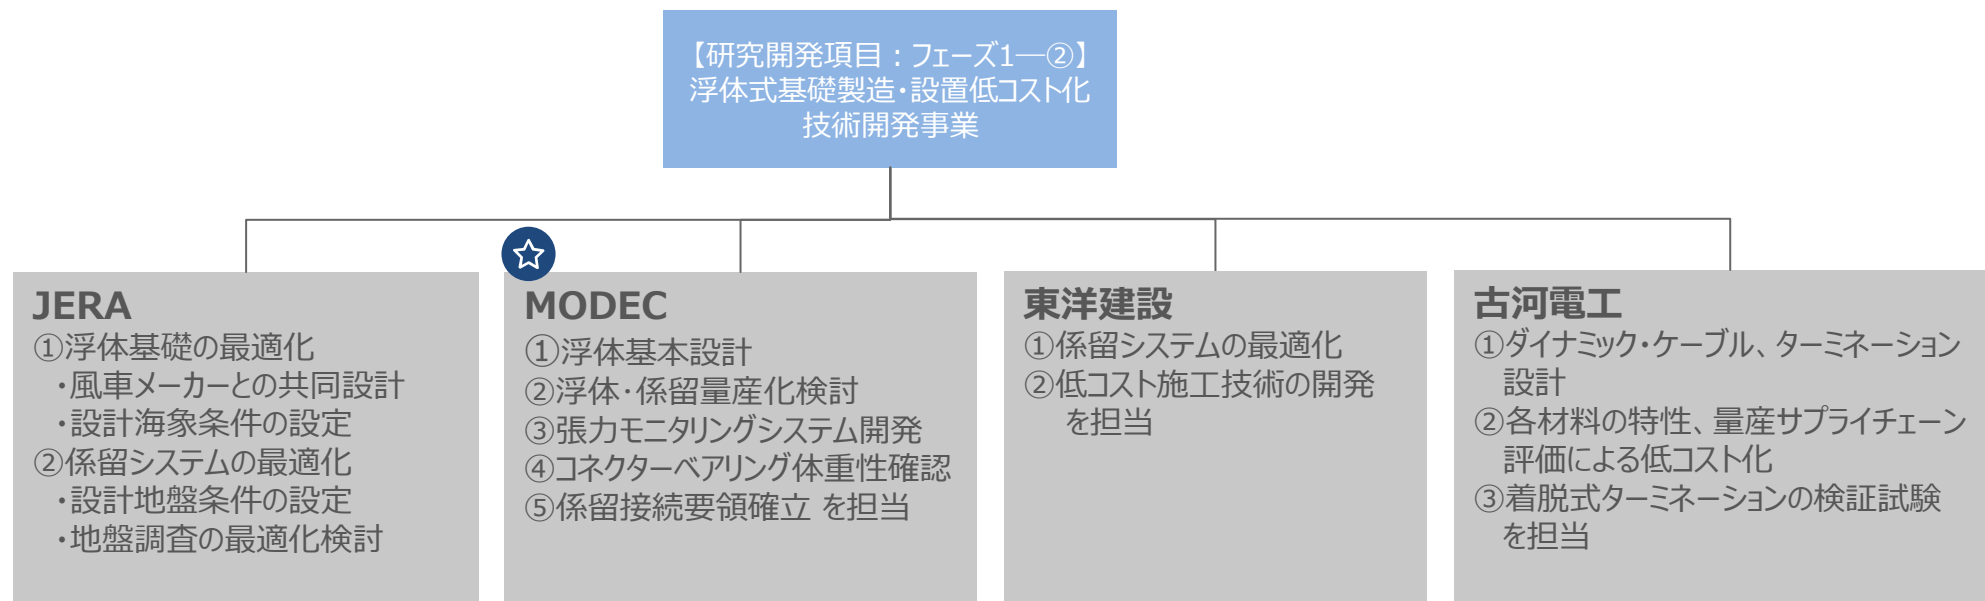 【研究開発項目：フェーズ1―②】
浮体式基礎製造・設置低コスト化
技術開発事業
JERA
①浮体基礎の最適化
・風車メーカーとの共同設計
・設計海象条件の設定
②係留システムの最適化
・設計地盤条件の設定
・地盤調査の最適化検討
MODEC
①浮体基本設計
②浮体・係留量産化検討
③張力モニタリングシステム開発
④コネクターベアリング体重性確認
⑤係留接続要領確立 を担当
東洋建設
①係留システムの最適化
②低コスト施工技術の開発
を担当
古河電工
①ダイナミック・ケーブル、ターミネーション
設計
②各材料の特性、量産サプライチェーン
評価による低コスト化
③着脱式ターミネーションの検証試験
を担当